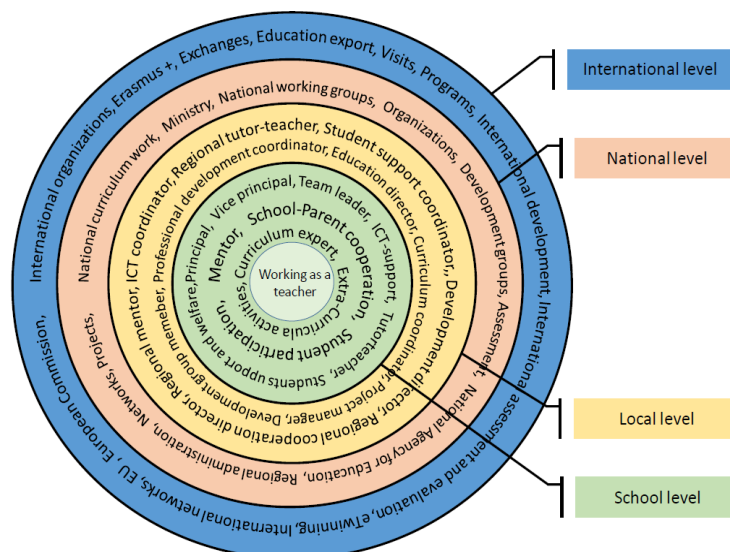 International organizations, Erasmus +, Exchanges, Education export, Visits, Programs, International development, International assessment and evaluation, eTwinning, International networks, EU, European Commission,
National curriculum work, Ministry, National working groups, Organizations, Development groups, Assessment, National Agency for Education, Regional administration, Networks, Projects,
ICT coordinator, Regional tutor-teacher, Student support coordinator,, Development director, Regional cooperation director, Regional mentor,
Professional development coordinator, Education director, Curriculum coordinator, Project manager, Development group memeber,
Principal, Vice principal, Team leader, ICT-support, Tutorteacher, Students support and welfare,
Mentor, School-Parent cooperation, Student participation,
Curriculum expert, Extra-Curricula activities,
Working as a
teacher
International level
National level
Local level
School level